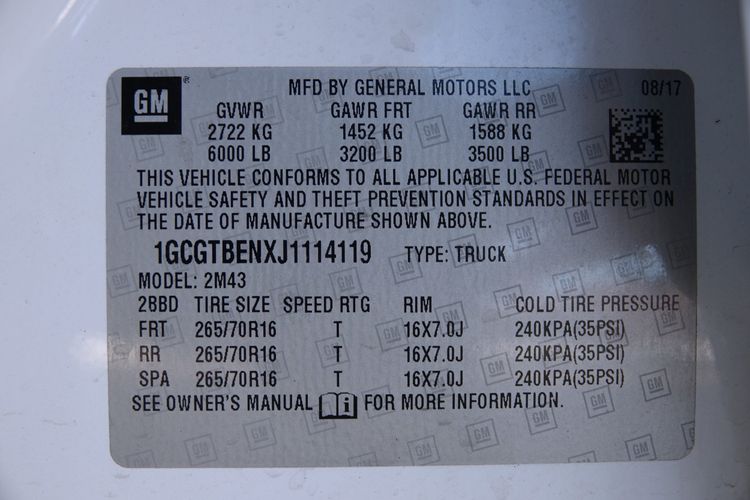 GM ® MFD BY GENERAL MOTORS LLC 08/17
GVWR GAWR FRT GAWR RR
2722 KG 1452 KG 1588 KG
6000 LB 3200 LB 3500 LB
THIS VEHICLE CONFORMS TO ALL APPLICABLE U.S. FEDERAL MOTOR
VEHICLE SAFETY AND THEFT PREVENTION STANDARDS IN EFFECT ON
THE DATE OF MANUFACTURE SHOWN ABOVE.
1GCGTBENXJ1114119 TYPE: TRUCK
MODEL: 2M43
28BD TIRE SIZE SPEED RTG RIM COLD TIRE PRESSURE
FRT 265/70R16 T 16X7.0J 240KPA(35PSI)
RR 265/70R16 T 16X7.0J 240KPA(35PSI)
SPA 265/70R16 T 16X7.0J 240KPA(35PSI)
SEE OWNER'S MANUAL i FOR MORE INFORMATION.